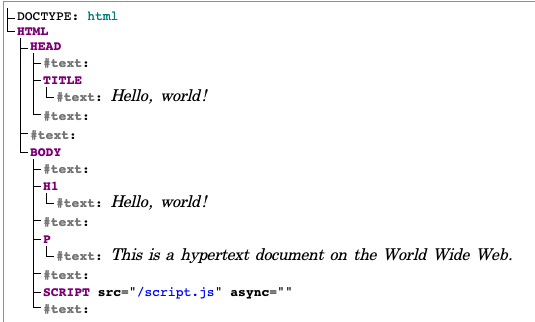 DOCTYPE: html
HTML
HEAD
#text:
TITLE
#text: Hello, world!
#text:
#text:
BODY
#text:
H1
#text: Hello, world!
#text:
P
#text: This is a hypertext document on the World Wide Web.
#text:
SCRIPT src="/script.js" async=""
#text: